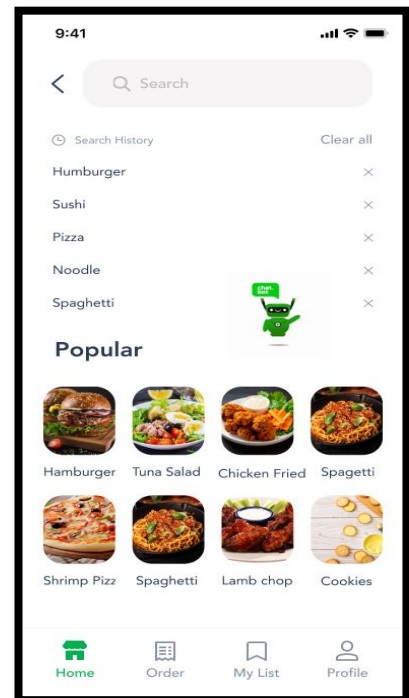 9:41
Search
Search History Clear all
Humburger
Sushi
Pizza
Noodle
Spaghetti
chat.
bot
Popular
Hamburger Tuna Salad Chicken Fried Spagetti
Shrimp Pizz Spaghetti Lamb chop Cookies
Home Order My List Profile